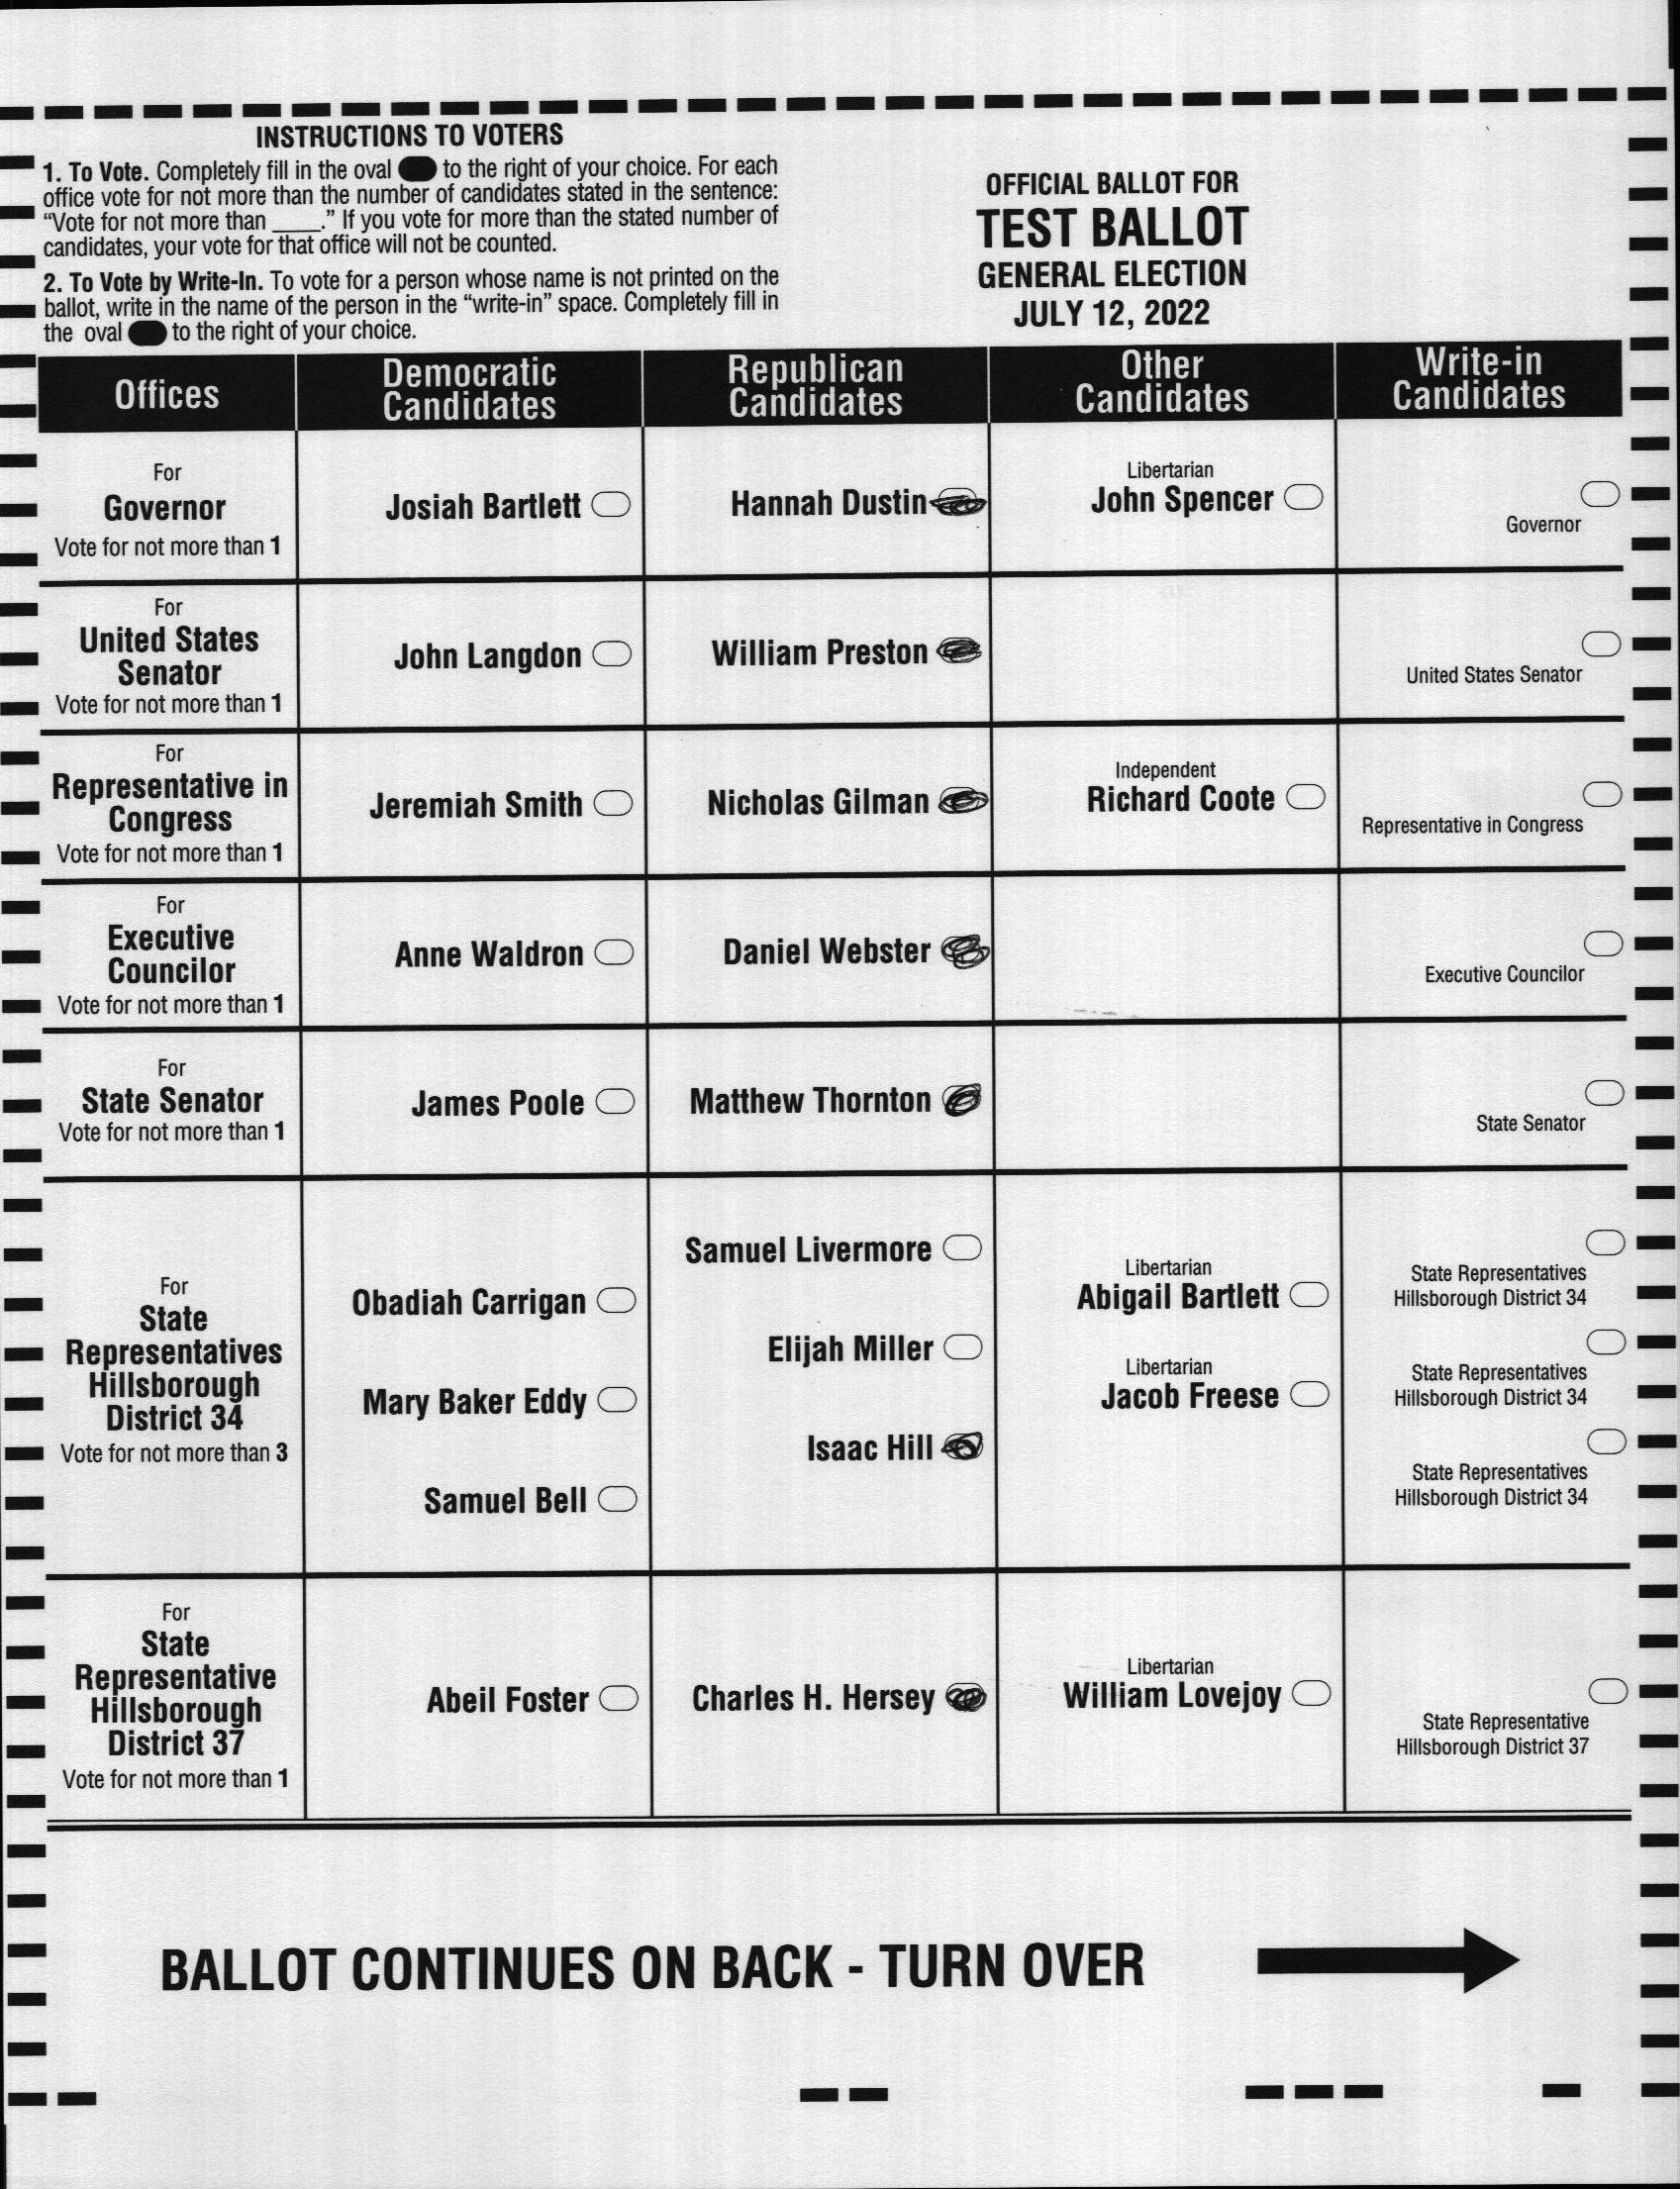 INSTRUCTIONS TO VOTERS
1. To Vote. Completely fill in the oval to the right of your choice. For each
office vote for not more than the number of candidates stated in the sentence:
“Vote for not more than ____.” If you vote for more than the stated number of
candidates, your vote for that office will not be counted.
2. To Vote by Write-In. To vote for a person whose name is not printed on the
ballot, write in the name of the person in the “write-in” space. Completely fill in
the oval to the right of your choice.
OFFICIAL BALLOT FOR
TEST BALLOT
GENERAL ELECTION
JULY 12, 2022
Offices
Democratic
Candidates
Republican
Candidates
Other
Candidates
Write-in
Candidates
For
Governor
Vote for not more than 1
Josiah Bartlett
Hannah Dustin
Libertarian
John Spencer
Governor
For
United States
Senator
Vote for not more than 1
John Langdon
William Preston
United States Senator
For
Representative in
Congress
Vote for not more than 1
Jeremiah Smith
Nicholas Gilman
Independent
Richard Coote
Representative in Congress
For
Executive
Councilor
Vote for not more than 1
Anne Waldron
Daniel Webster
Executive Councilor
For
State Senator
Vote for not more than 1
James Poole
Matthew Thornton
State Senator
For
State
Representatives
Hillsborough
District 34
Vote for not more than 3
Obadiah Carrigan
Mary Baker Eddy
Samuel Bell
Samuel Livermore
Elijah Miller
Isaac Hill
Libertarian
Abigail Bartlett
Libertarian
Jacob Freese
State Representatives
Hillsborough District 34
State Representatives
Hillsborough District 34
State Representatives
Hillsborough District 34
For
State
Representative
Hillsborough
District 37
Vote for not more than 1
Abeil Foster
Charles H. Hersey
Libertarian
William Lovejoy
State Representative
Hillsborough District 37
BALLOT CONTINUES ON BACK - TURN OVER